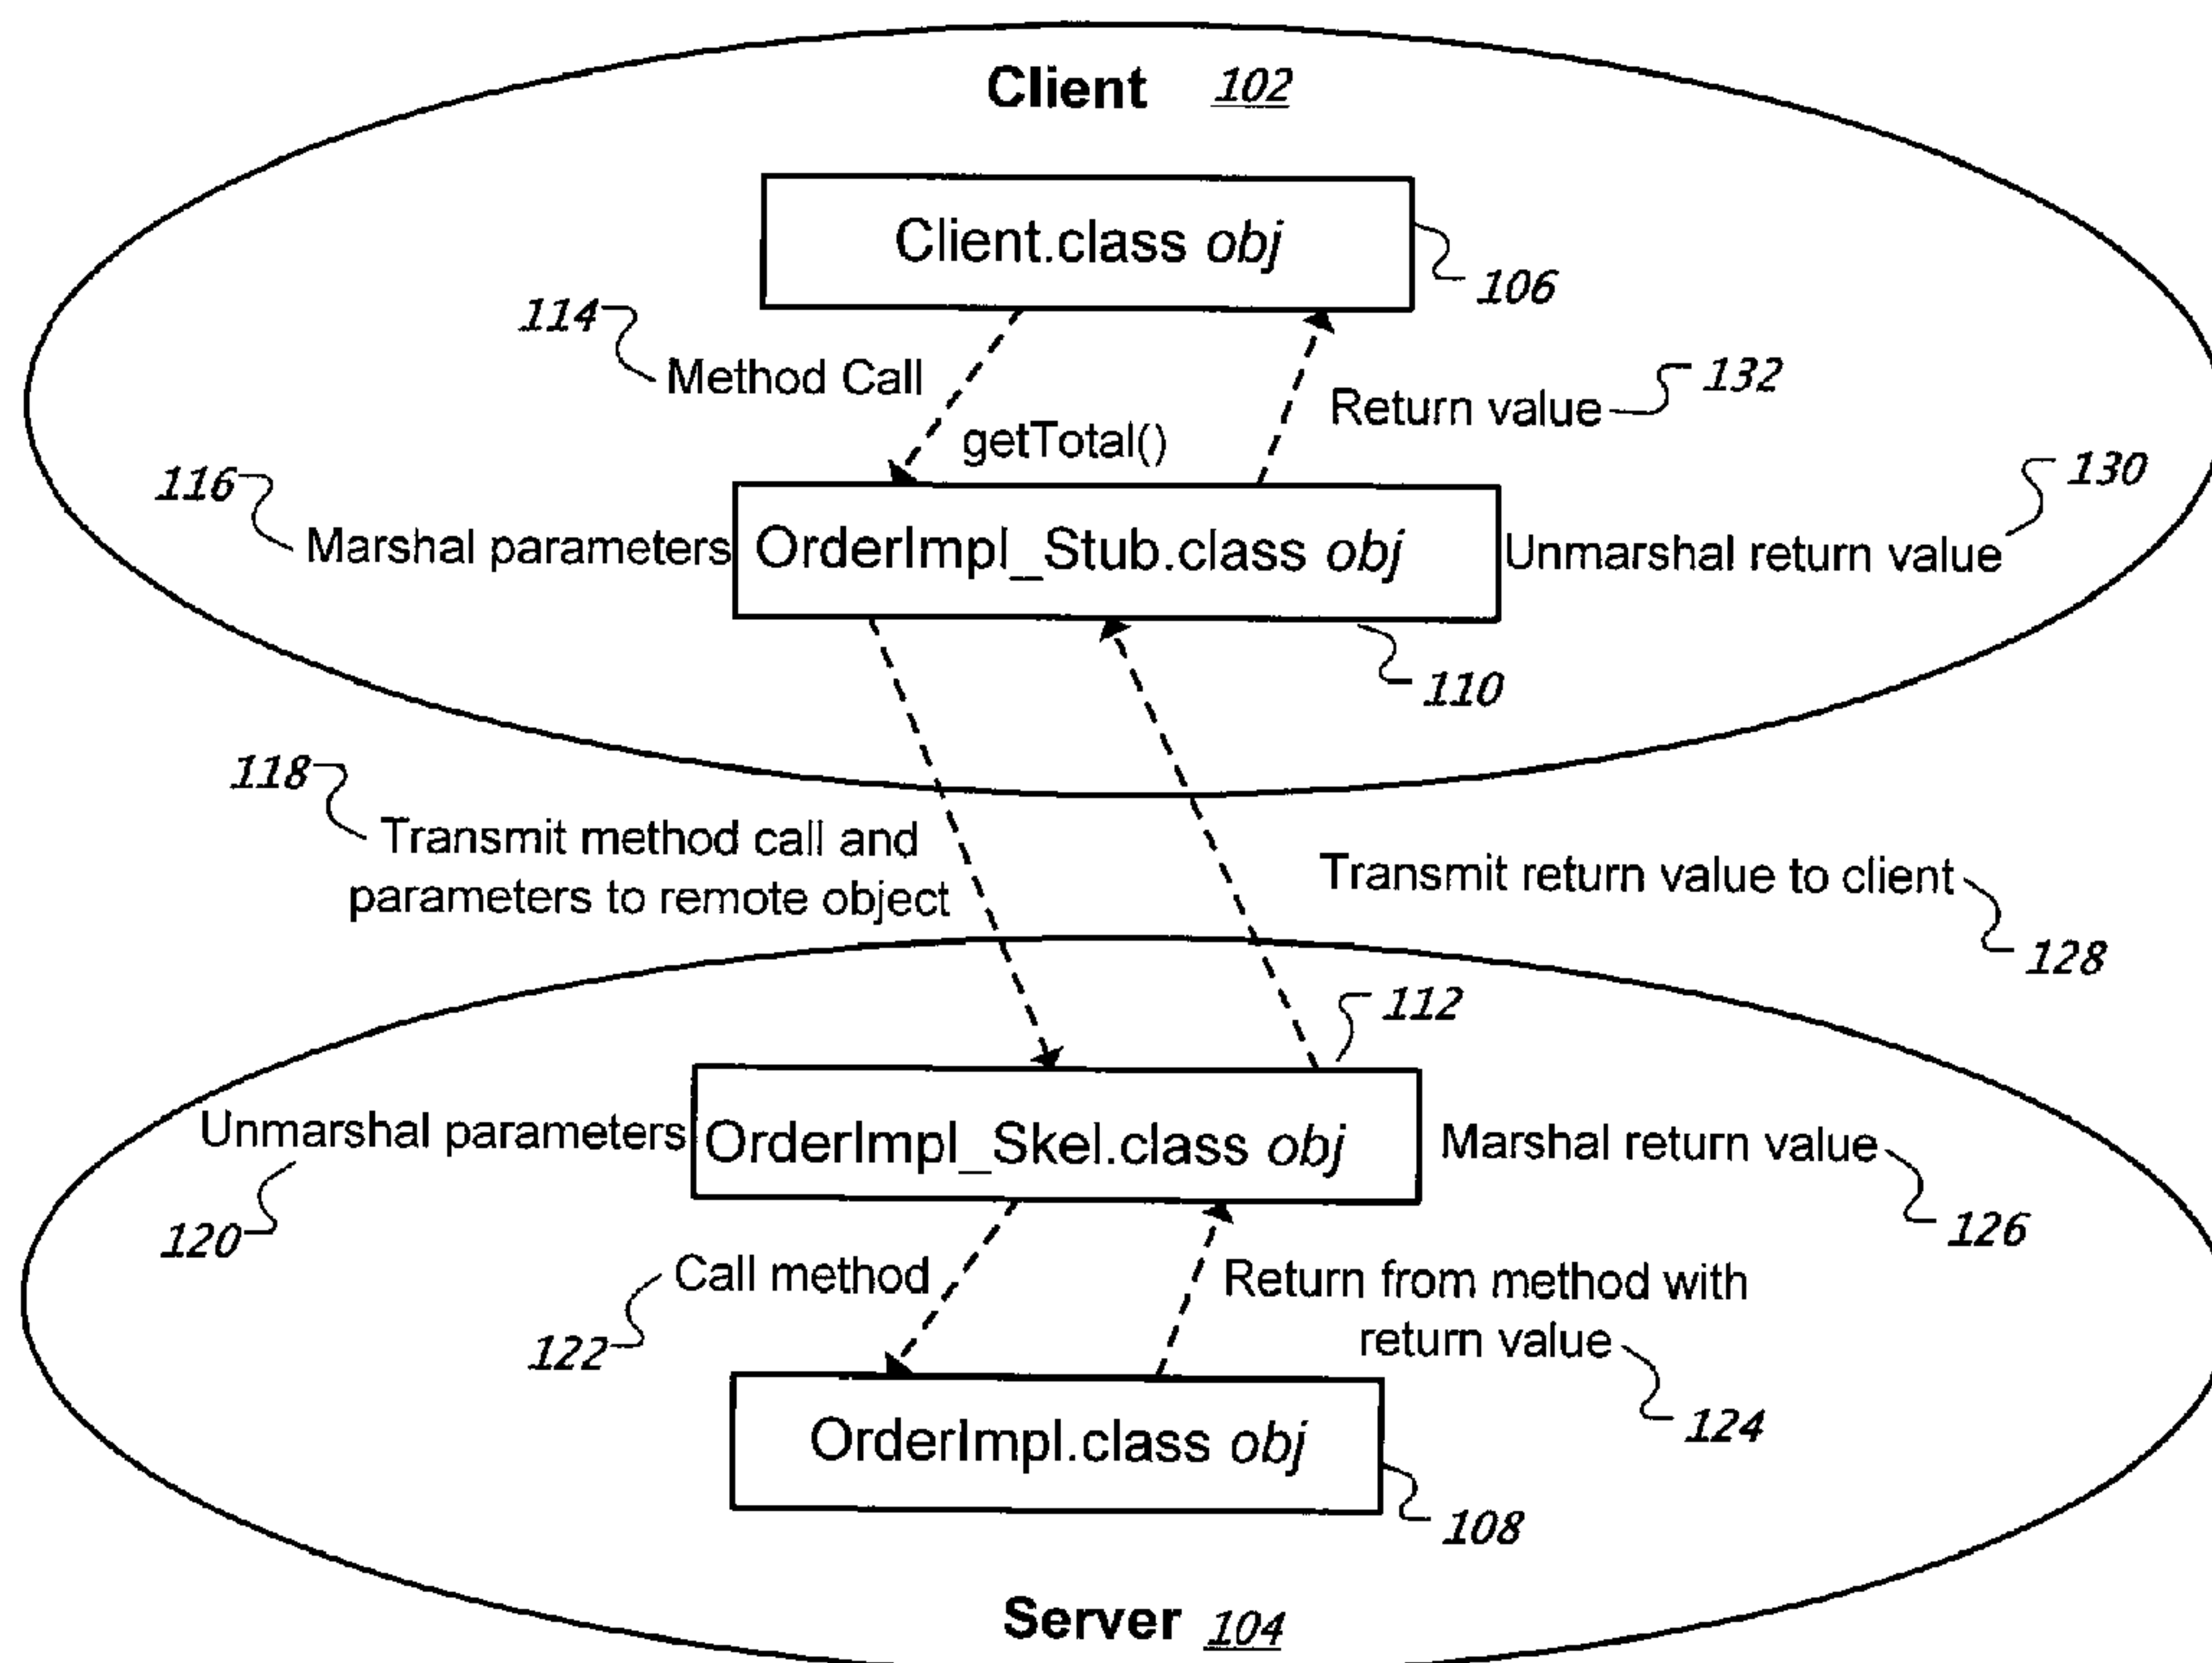 Client 102
Client.class obj
106
114
Method Call
getTotal()
Return value
132
116
Marshal parameters
OrderImpl_Stub.class obj
Unmarshal return value
130
110
118
Transmit method call and
parameters to remote object
Transmit return value to client
128
112
Unmarshal parameters
120
OrderImpl_Skel.class obj
Marshal return value
126
122
Call method
Return from method with
return value
124
OrderImpl.class obj
108
Server 104